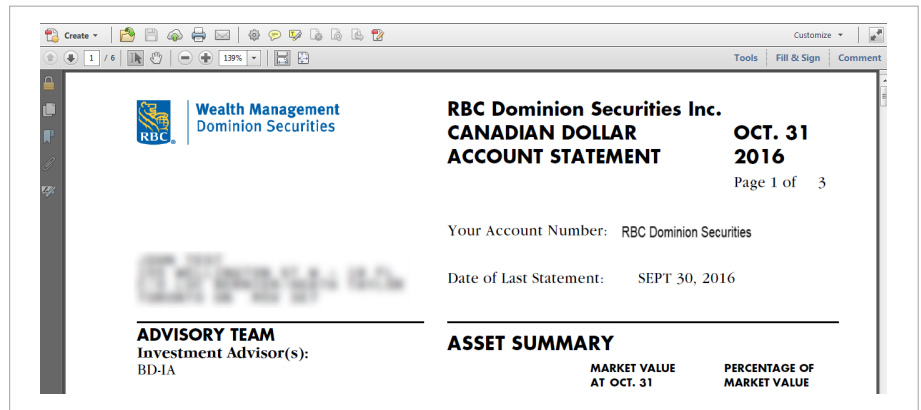 Create
Customize
1 / 6
139%
Tools Fill & Sign Comment
RBC
Wealth Management
Dominion Securities
RBC Dominion Securities Inc.
CANADIAN DOLLAR
ACCOUNT STATEMENT
OCT. 31
2016
Page 1 of 3
Your Account Number: RBC Dominion Securities
Date of Last Statement: SEPT 30, 2016
ADVISORY TEAM
Investment Advisor(s):
BD-IA
ASSET SUMMARY
MARKET VALUE
AT OCT. 31
PERCENTAGE OF
MARKET VALUE